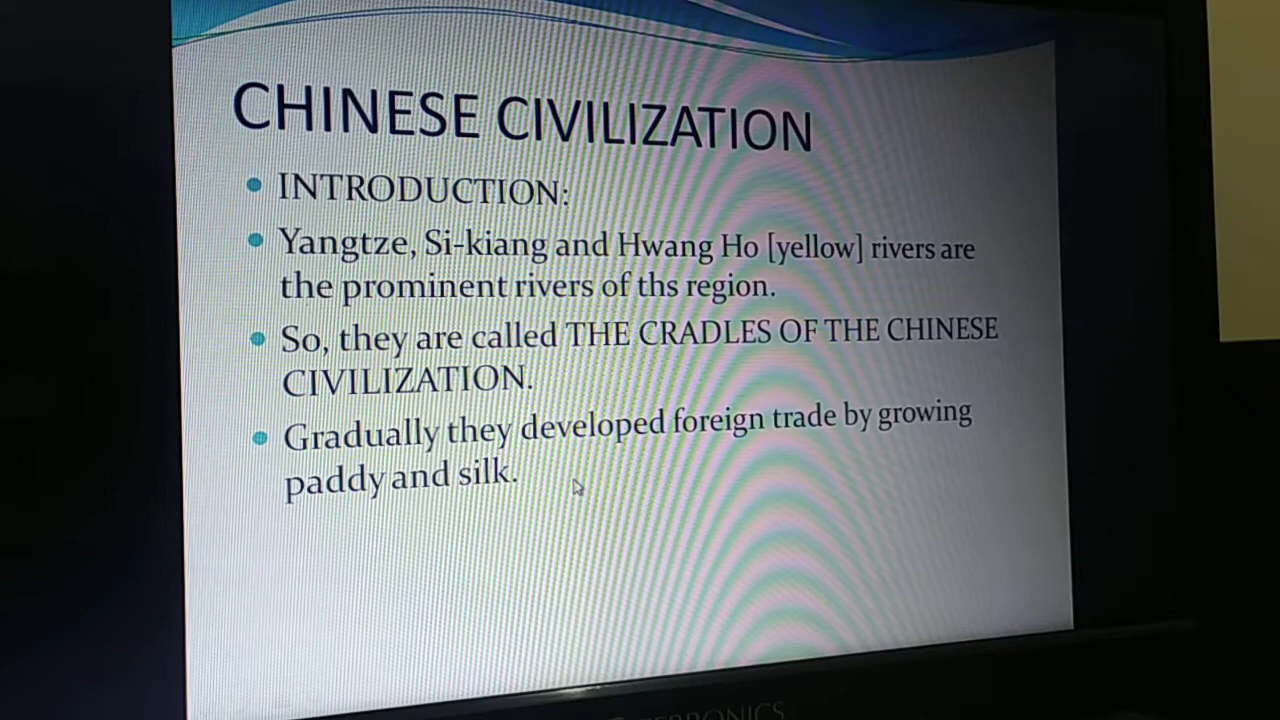 CHINESE CIVILIZATION
INTRODUCTION:
Yangtze, Si-kiang and Hwang Ho [yellow] rivers are
the prominent rivers of ths region.
So, they are called THE CRADLES OF THE CHINESE
CIVILIZATION.
Gradually they developed foreign trade by growing
paddy and silk.